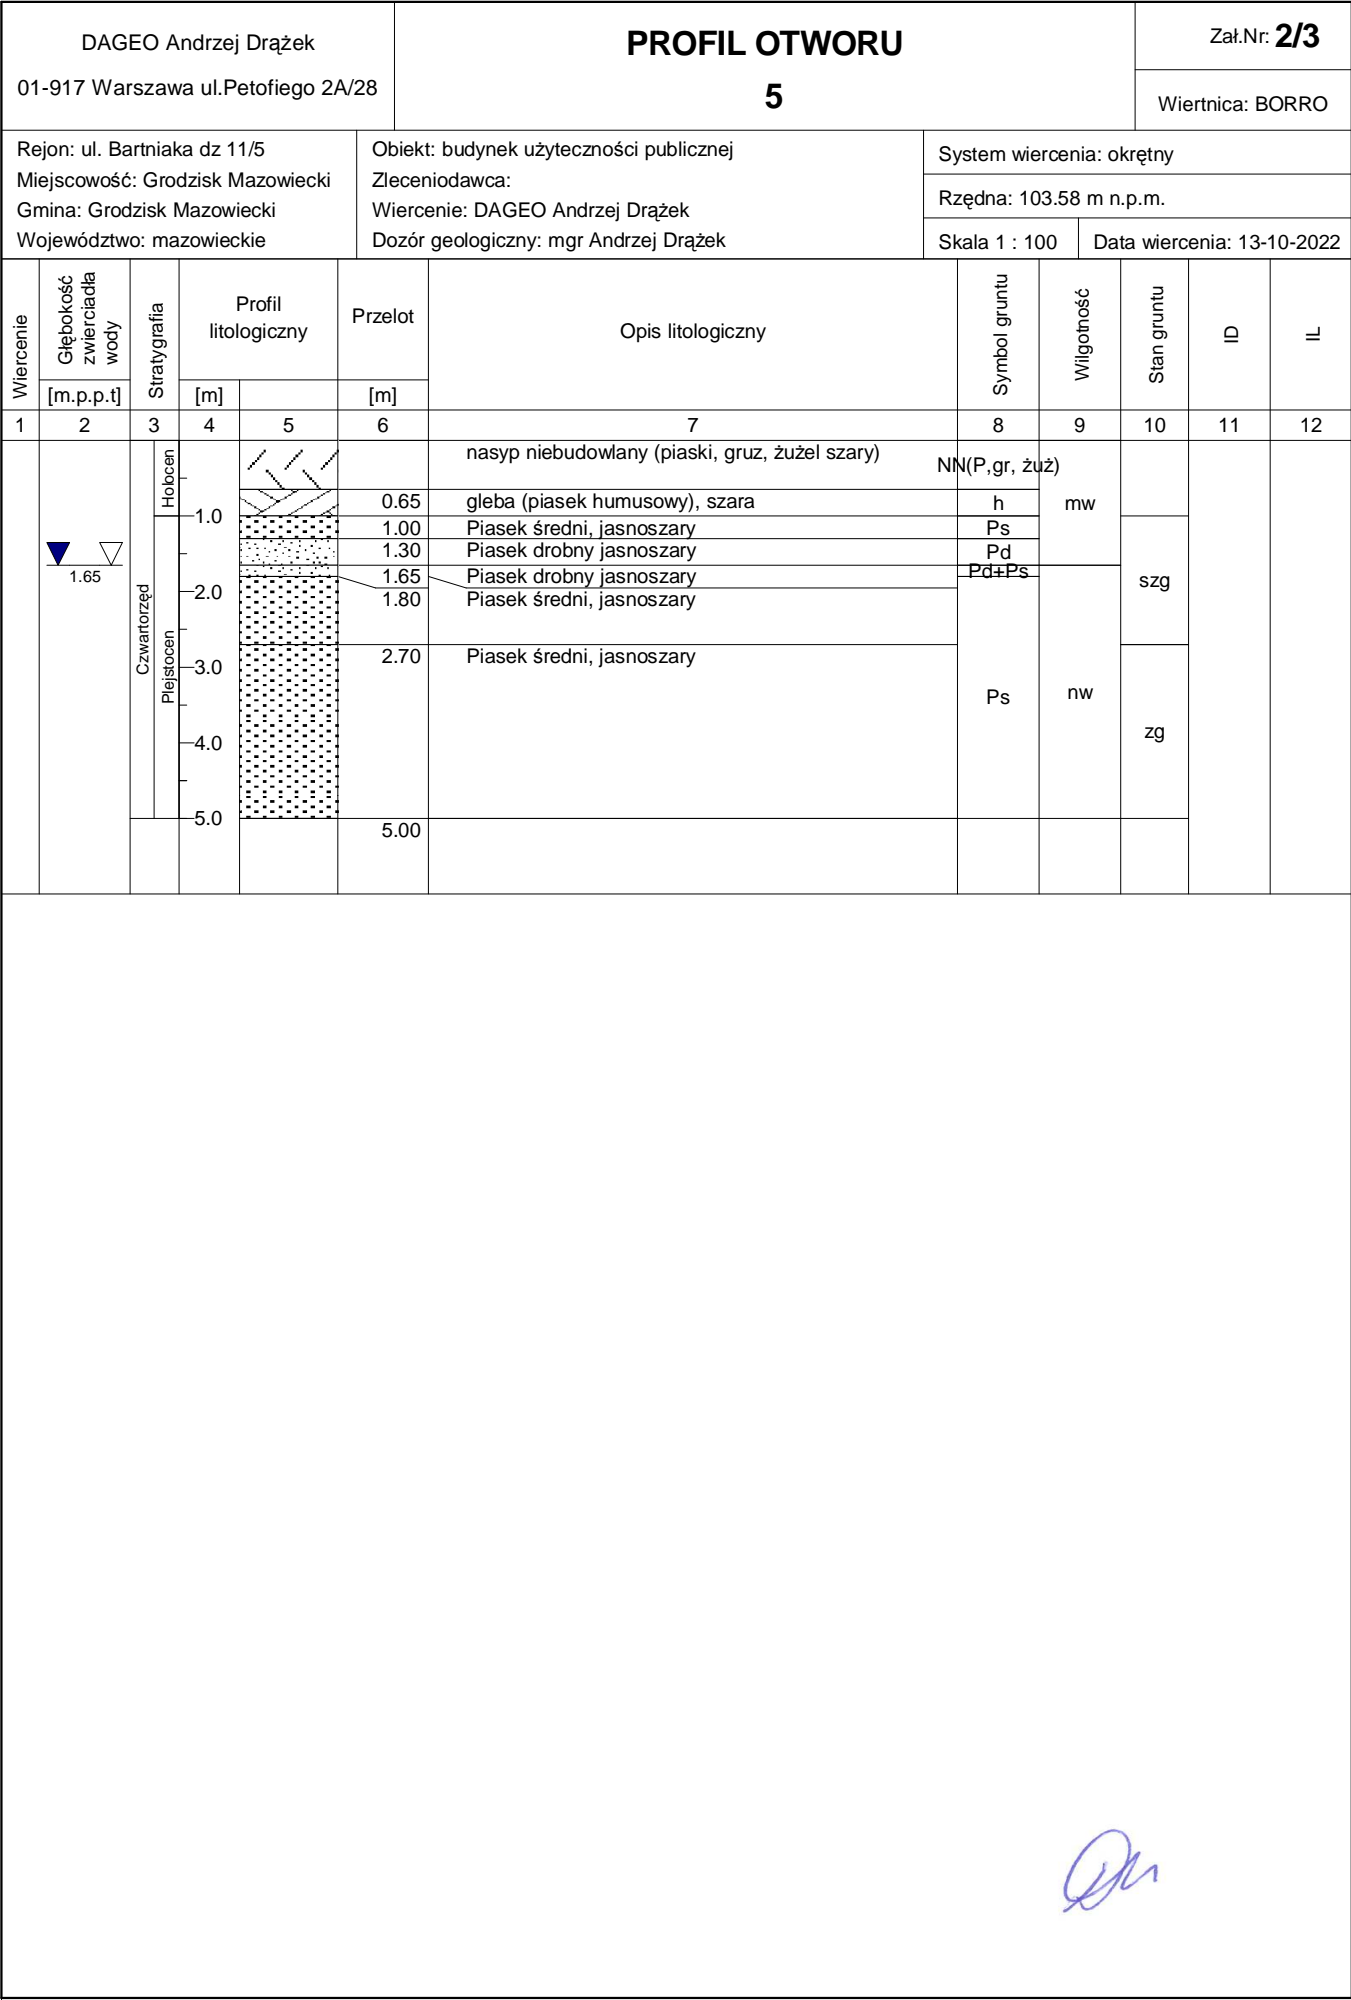 DAGEO Andrzej Drążek
01-917 Warszawa ul.Petofiego 2A/28
PROFIL OTWORU
5
Zał.Nr: 2/3
Wiertnica: BORRO
Rejon: ul. Bartniaka dz 11/5
Miejscowość: Grodzisk Mazowiecki
Gmina: Grodzisk Mazowiecki
Województwo: mazowieckie
Obiekt: budynek użyteczności publicznej
Zleceniodawca:
Wiercenie: DAGEO Andrzej Drążek
Dozór geologiczny: mgr Andrzej Drążek
System wiercenia: okrętny
Rzędna: 103.58 m n.p.m.
Skala 1 : 100
Data wiercenia: 13-10-2022
Wiercenie
Głębokość
zwierciadła
wody
[m.p.p.t]
Stratygrafia
Profil
litologiczny
[m]
Przelot
[m]
Opis litologiczny
Symbol gruntu
Wilgotność
Stan gruntu
ID
IL
1 2 3 4 5 6 7 8 9 10 11 12
nasyp niebudowlany (piaski, gruz, żużel szary) NN(P,gr, żuż)
Holocen
0.65 gleba (piasek humusowy), szara h mw
1.0
1.00 Piasek średni, jasnoszary Ps
1.30 Piasek drobny jasnoszary Pd
1.65
1.65 Piasek drobny jasnoszary Pd+Ps
szg
2.0
1.80 Piasek średni, jasnoszary
Czwartorzęd
Plejstocen
2.70 Piasek średni, jasnoszary
3.0
Ps nw
zg
4.0
5.0
5.00